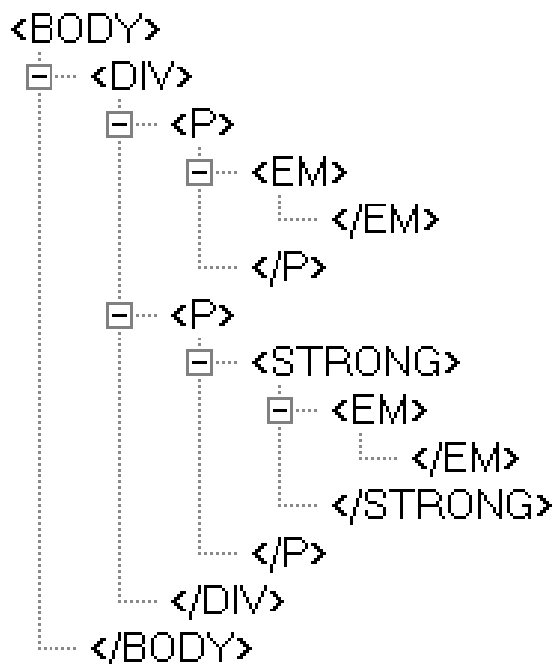 <BODY>
<DIV>
<P>
<EM>
</EM>
</P>
<P>
<STRONG>
<EM>
</EM>
</STRONG>
</P>
</DIV>
</BODY>